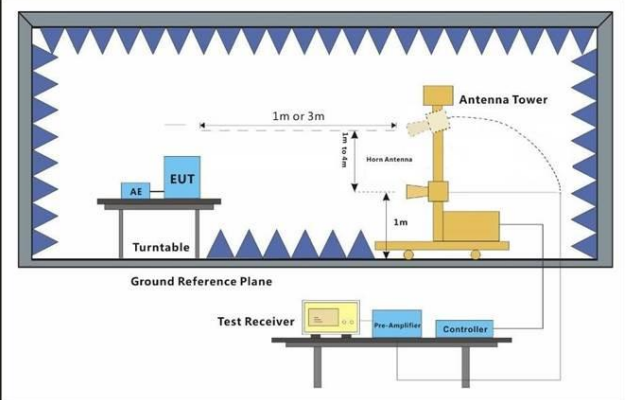 1m or 3m
Antenna Tower
1m to 4m
Horn Antenna
EUT
AE
1m
Turntable
Ground Reference Plane
Test Receiver
Pre-Amplifier
Controller